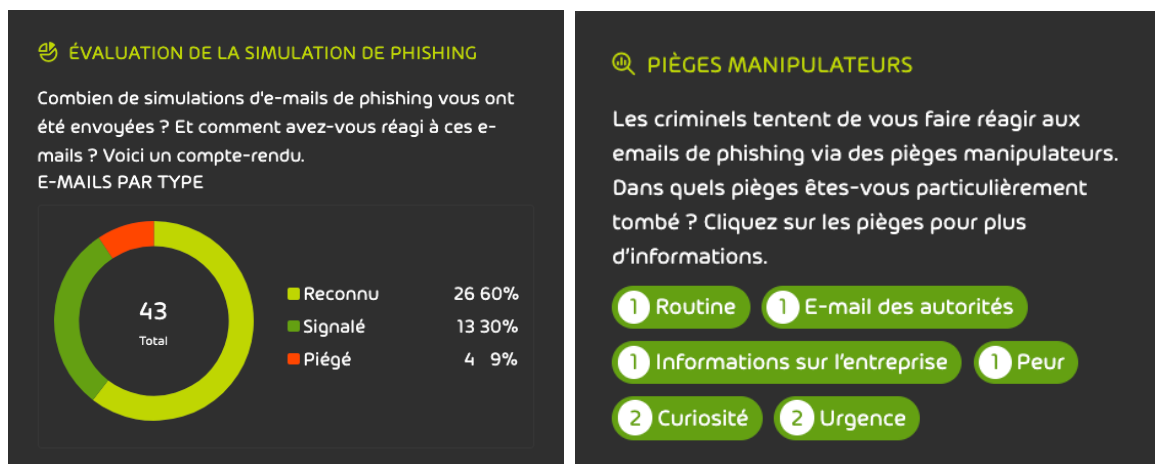 ÉVALUATION DE LA SIMULATION DE PHISHING
Combien de simulations d'e-mails de phishing vous ont
été envoyées ? Et comment avez-vous réagi à ces e-
mails ? Voici un compte-rendu.
E-MAILS PAR TYPE
43
Total
Reconnu 26 60%
Signalé 13 30%
Piégé 4 9%
PIÈGES MANIPULATEURS
Les criminels tentent de vous faire réagir aux
emails de phishing via des pièges manipulateurs.
Dans quels pièges êtes-vous particulièrement
tombé ? Cliquez sur les pièges pour plus
d'informations.
1 Routine 1 E-mail des autorités
1 Informations sur l'entreprise 1 Peur
2 Curiosité 2 Urgence